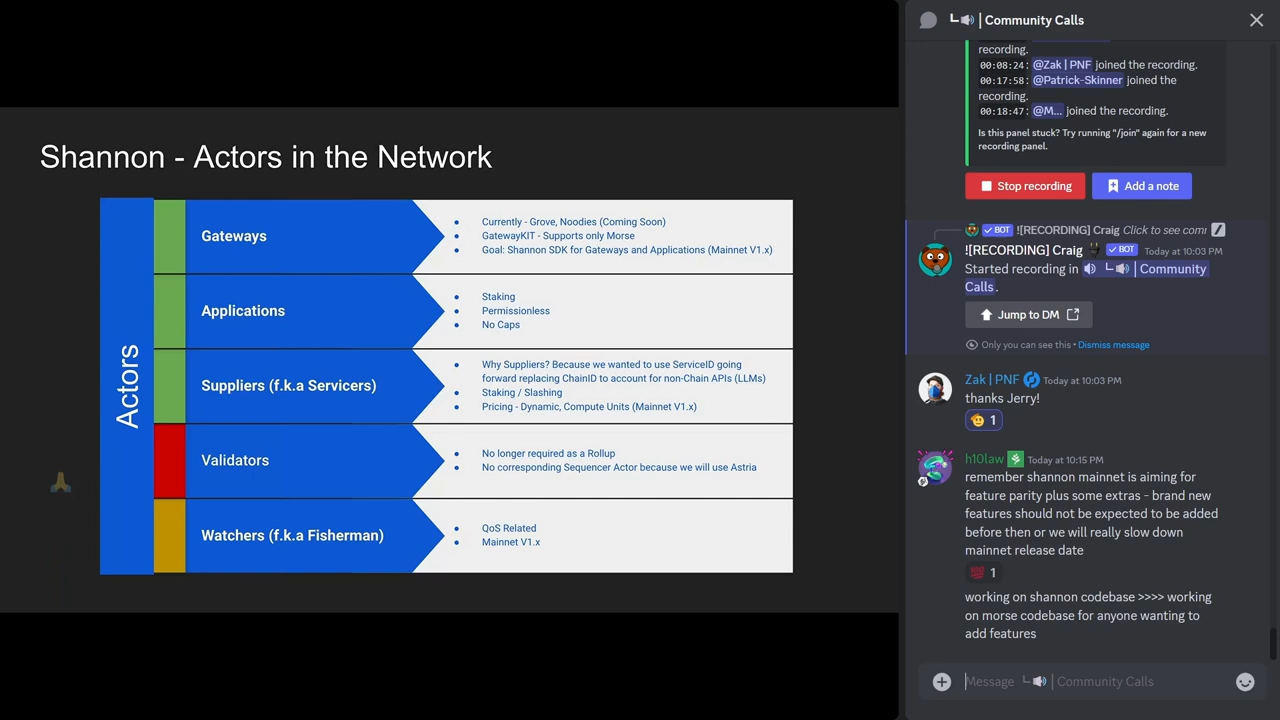 Shannon - Actors in the Network
Actors
Gateways
● Currently - Grove, Noodies (Coming Soon)
● GatewayKIT - Supports only Morse
● Goal: Shannon SDK for Gateways and Applications (Mainnet V1.x)
Applications
● Staking
● Permissionless
● No Caps
Suppliers (f.k.a Servicers)
● Why Suppliers? Because we wanted to use ServiceID going
forward replacing ChainID to account for non-Chain APIs (LLMs)
● Staking / Slashing
● Pricing - Dynamic, Compute Units (Mainnet V1.x)
Validators
● No longer required as a Rollup
● No corresponding Sequencer Actor because we will use Astria
Watchers (f.k.a Fisherman)
● QoS Related
● Mainnet V1.x
Community Calls
recording.
00:08:24: @Zak | PNF joined the recording.
00:17:58: @Patrick-Skinner joined the
recording.
00:18:47: @M... joined the recording.
Is this panel stuck? Try running "/join" again for a new
recording panel.
Stop recording
Add a note
BOT ![RECORDING] Craig Click to see com
![RECORDING] Craig BOT Today at 10:03 PM
Started recording in Community
Calls.
Jump to DM
Only you can see this • Dismiss message
Zak | PNF Today at 10:03 PM
thanks Jerry!
1
h10law Today at 10:15 PM
remember shannon mainnet is aiming for
feature parity plus some extras - brand new
features should not be expected to be added
before then or we will really slow down
mainnet release date
1
working on shannon codebase >>>> working
on morse codebase for anyone wanting to
add features
Message Community Calls